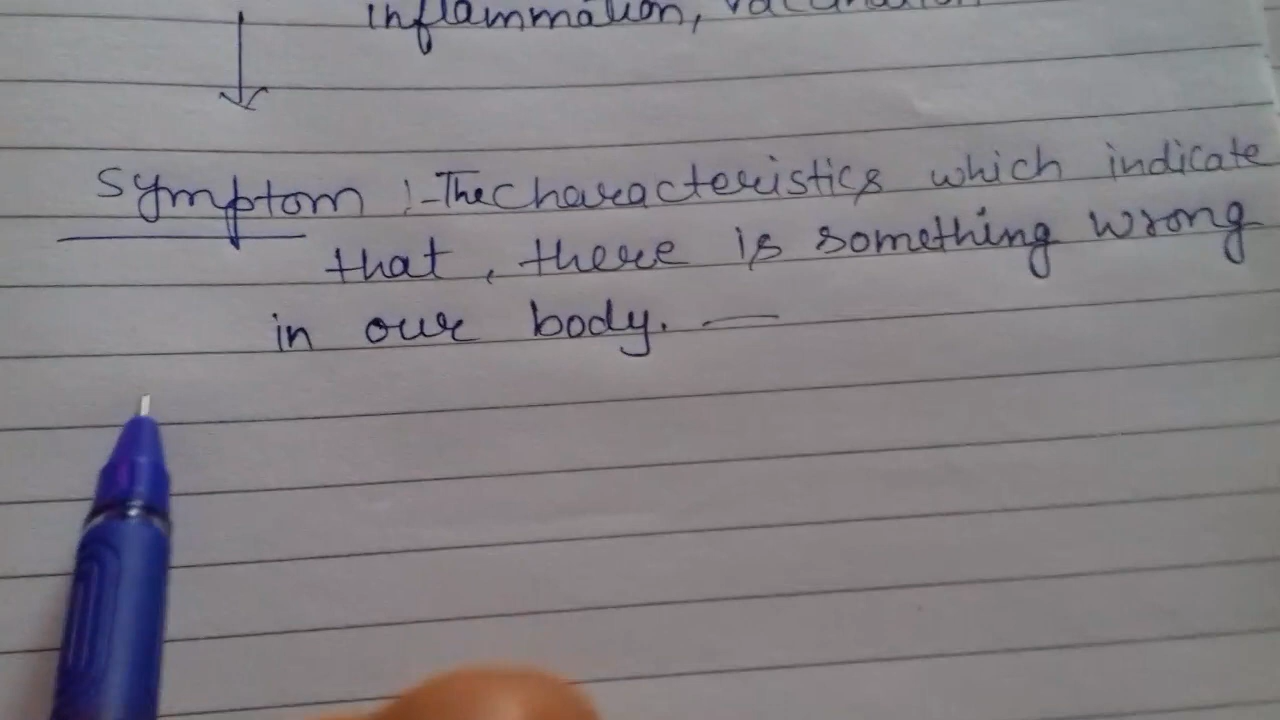 Inflammation,
Symptom :- The characteristics which indicate
that, there is something wrong
in our body. —